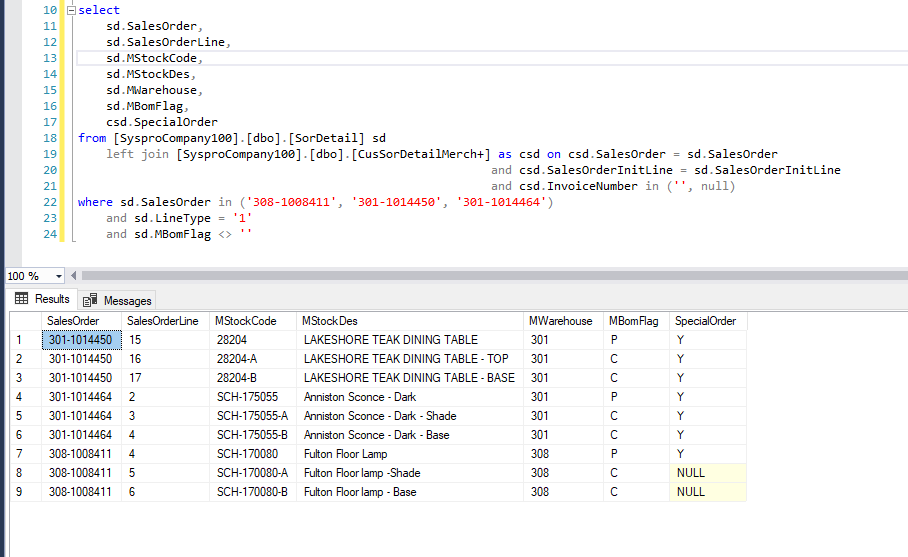 10 select
11 sd.SalesOrder,
12 sd.SalesOrderLine,
13 sd.MStockCode,
14 sd.MStockDes,
15 sd.MWarehouse,
16 sd.MBomFlag,
17 csd.SpecialOrder
18 from [SysproCompany100].[dbo].[SorDetail] sd
19 left join [SysproCompany100].[dbo].[CusSorDetailMerch+] as csd on csd.SalesOrder = sd.SalesOrder
20 and csd.SalesOrderInitLine = sd.SalesOrderInitLine
21 and csd.InvoiceNumber in ('', null)
22 where sd.SalesOrder in ('308-1008411', '301-1014450', '301-1014464')
23 and sd.LineType = '1'
24 and sd.MBomFlag <> ''
100 %
Results Messages
SalesOrder SalesOrderLine MStockCode MStockDes MWarehouse MBomFlag SpecialOrder
1 301-1014450 15 28204 LAKESHORE TEAK DINING TABLE 301 P Y
2 301-1014450 16 28204-A LAKESHORE TEAK DINING TABLE - TOP 301 C Y
3 301-1014450 17 28204-B LAKESHORE TEAK DINING TABLE - BASE 301 C Y
4 301-1014464 2 SCH-175055 Anniston Sconce - Dark 301 P Y
5 301-1014464 3 SCH-175055-A Anniston Sconce - Dark - Shade 301 C Y
6 301-1014464 4 SCH-175055-B Anniston Sconce - Dark - Base 301 C Y
7 308-1008411 4 SCH-170080 Fulton Floor Lamp 308 P Y
8 308-1008411 5 SCH-170080-A Fulton Floor lamp -Shade 308 C NULL
9 308-1008411 6 SCH-170080-B Fulton Floor lamp - Base 308 C NULL